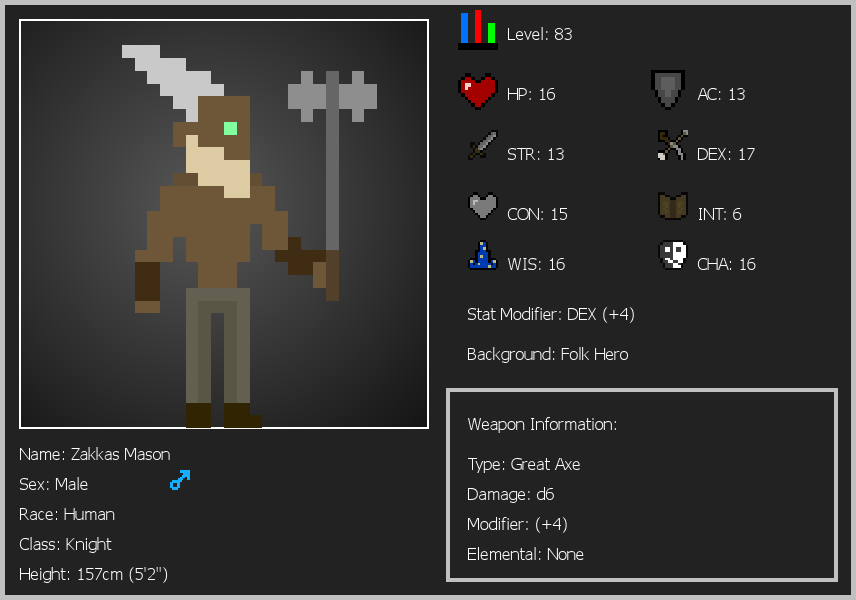 Level: 83
HP: 16
AC: 13
STR: 13
DEX: 17
CON: 15
INT: 6
WIS: 16
CHA: 16
Stat Modifier: DEX (+4)
Background: Folk Hero
Weapon Information:
Type: Great Axe
Damage: d6
Modifier: (+4)
Elemental: None
Name: Zakkas Mason
Sex: Male
Race: Human
Class: Knight
Height: 157cm (5'2")